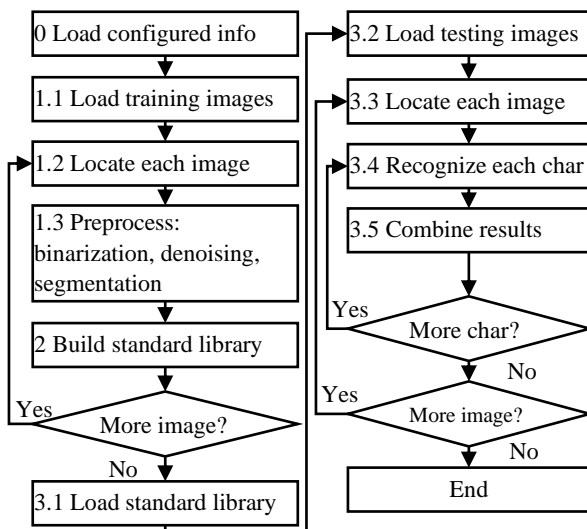 0 Load configured info
1.1 Load training images
1.2 Locate each image
1.3 Preprocess:
binarization, denoising,
segmentation
2 Build standard library
Yes
More image?
No
3.1 Load standard library
3.2 Load testing images
3.3 Locate each image
3.4 Recognize each char
3.5 Combine results
Yes
More char?
No
Yes
More image?
No
End